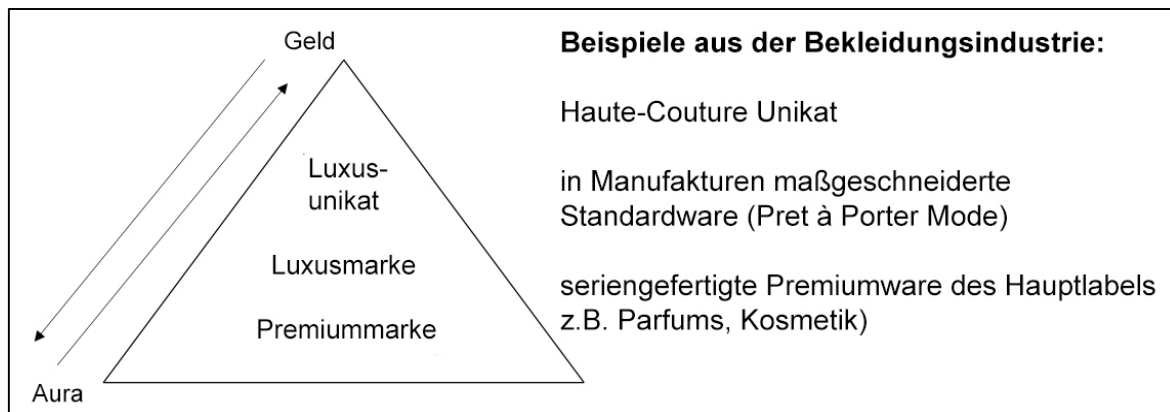 Geld
Luxus-
unikat
Luxusmarke
Premiummarke
Aura
Beispiele aus der Bekleidungsindustrie:
Haute-Couture Unikat
in Manufakturen maßgeschneiderte
Standardware (Pret à Porter Mode)
seriengefertigte Premiumware des Hauptlabels
z.B. Parfums, Kosmetik)